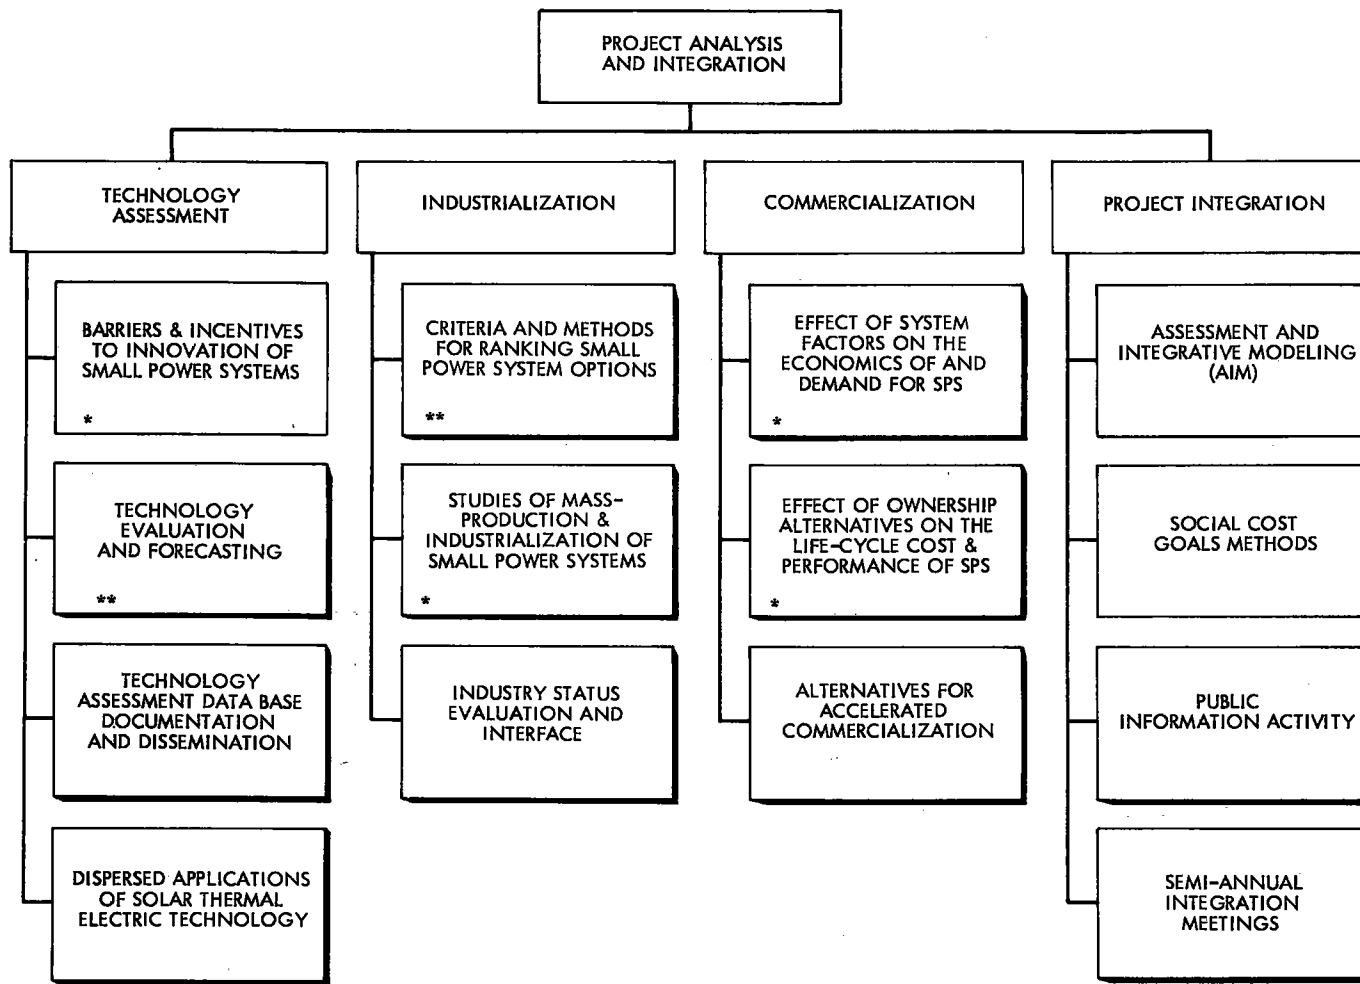 PROJECT ANALYSIS
AND INTEGRATION
TECHNOLOGY
ASSESSMENT
BARRIERS & INCENTIVES
TO INNOVATION OF
SMALL POWER SYSTEMS
*
TECHNOLOGY
EVALUATION
AND FORECASTING
**
TECHNOLOGY
ASSESSMENT DATA BASE
DOCUMENTATION
AND DISSEMINATION
DISPERSED APPLICATIONS
OF SOLAR THERMAL
ELECTRIC TECHNOLOGY
INDUSTRIALIZATION
CRITERIA AND METHODS
FOR RANKING SMALL
POWER SYSTEM OPTIONS
**
STUDIES OF MASS-
PRODUCTION &
INDUSTRIALIZATION OF
SMALL POWER SYSTEMS
*
INDUSTRY STATUS
EVALUATION AND
INTERFACE
COMMERCIALIZATION
EFFECT OF SYSTEM
FACTORS ON THE
ECONOMICS OF AND
DEMAND FOR SPS
*
EFFECT OF OWNERSHIP
ALTERNATIVES ON THE
LIFE-CYCLE COST &
PERFORMANCE OF SPS
*
ALTERNATIVES FOR
ACCELERATED
COMMERCIALIZATION
PROJECT INTEGRATION
ASSESSMENT AND
INTEGRATIVE MODELING
(AIM)
SOCIAL COST
GOALS METHODS
PUBLIC
INFORMATION ACTIVITY
SEMI-ANNUAL
INTEGRATION
MEETINGS